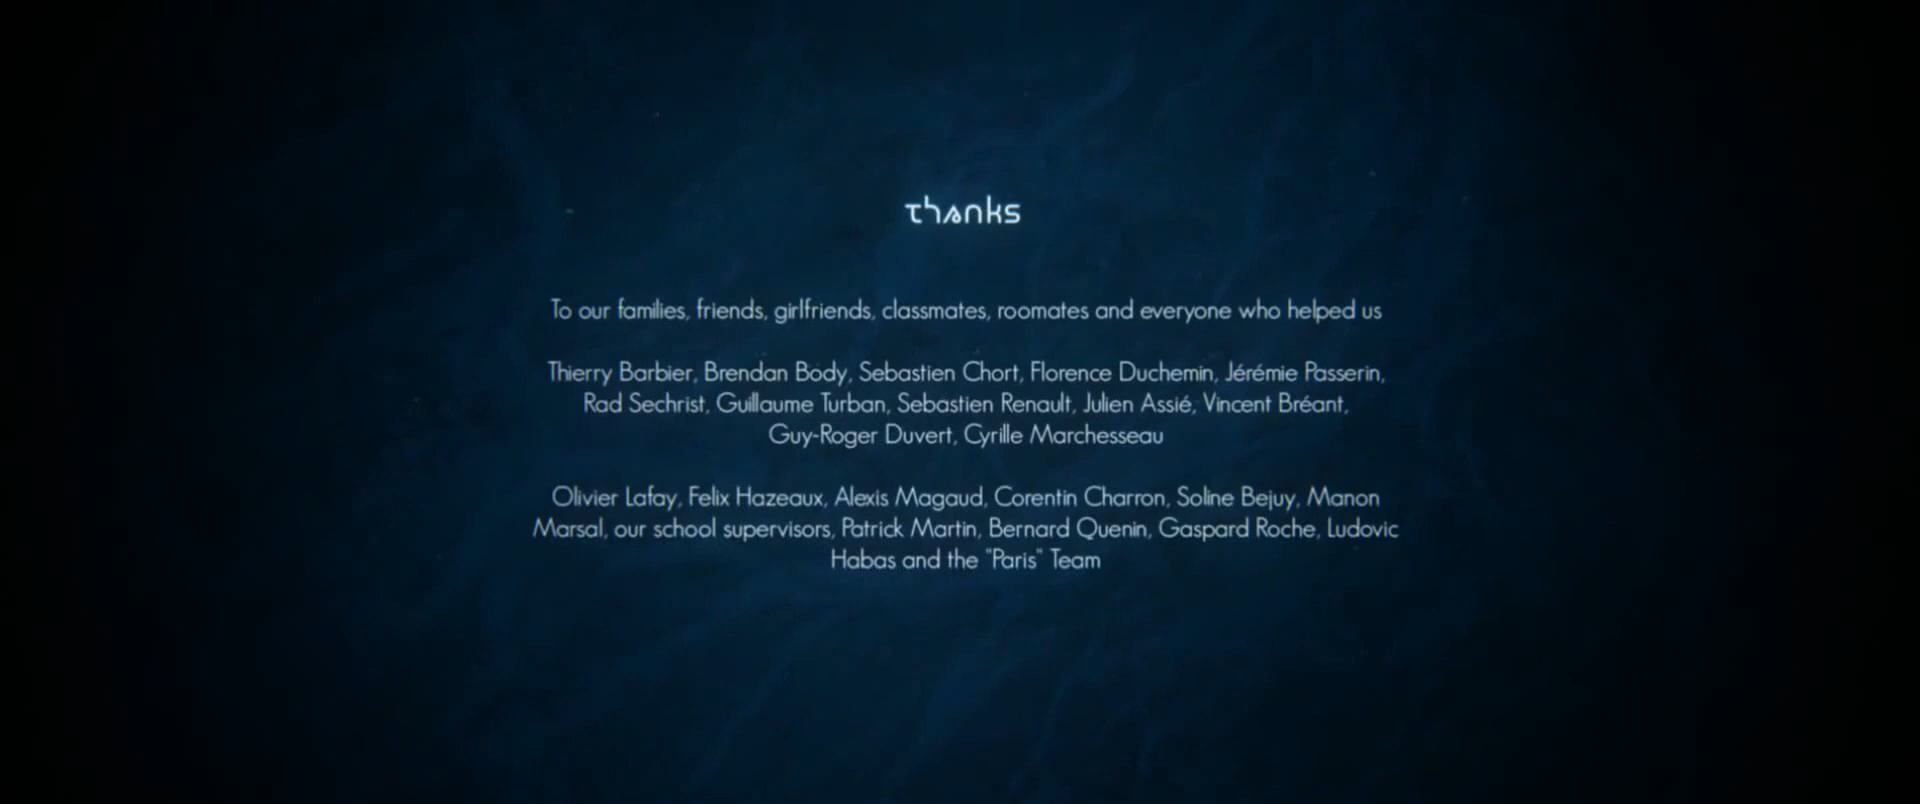 thanks
To our families, friends, girlfriends, classmates, roomates and everyone who helped us
Thierry Barbier, Brendan Body, Sebastien Chort, Florence Duchemin, Jérémie Passerin,
Rad Sechrist, Guillaume Turban, Sebastien Renault, Julien Assié, Vincent Bréant,
Guy-Roger Duvert, Cyrille Marchesseau
Olivier Lafay, Felix Hazeaux, Alexis Magaud, Corentin Charron, Soline Bejuy, Manon
Marsal, our school supervisors, Patrick Martin, Bernard Quenin, Gaspard Roche, Ludovic
Habas and the "Paris" Team